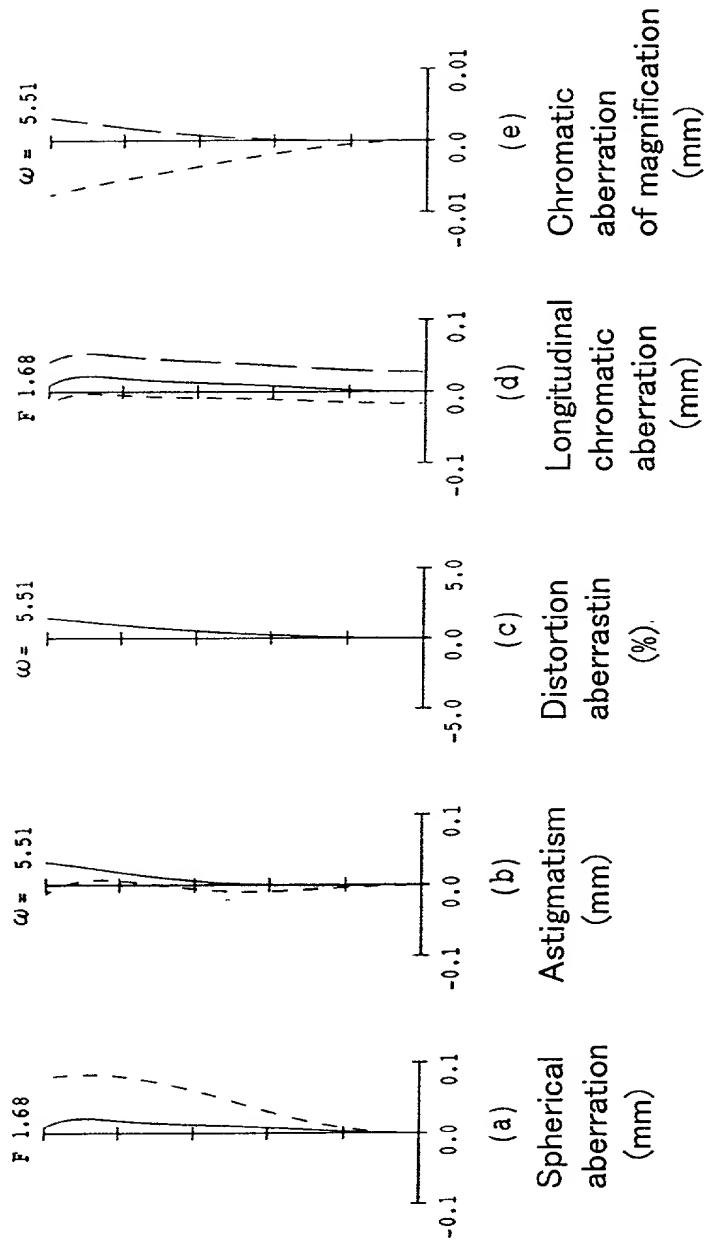 F 1.68
-0.1 0.0 0.1
(a)
Spherical
aberration
(mm)
ω = 5.51
-0.1 0.0 0.1
(b)
Astigmatism
(mm)
ω = 5.51
-5.0 0.0 5.0
(c)
Distortion
aberrastin
(%)
F 1.68
-0.1 0.0 0.1
(d)
Longitudinal
chromatic
aberration
(mm)
ω = 5.51
-0.01 0.0 0.01
(e)
Chromatic
aberration
of magnification
(mm)